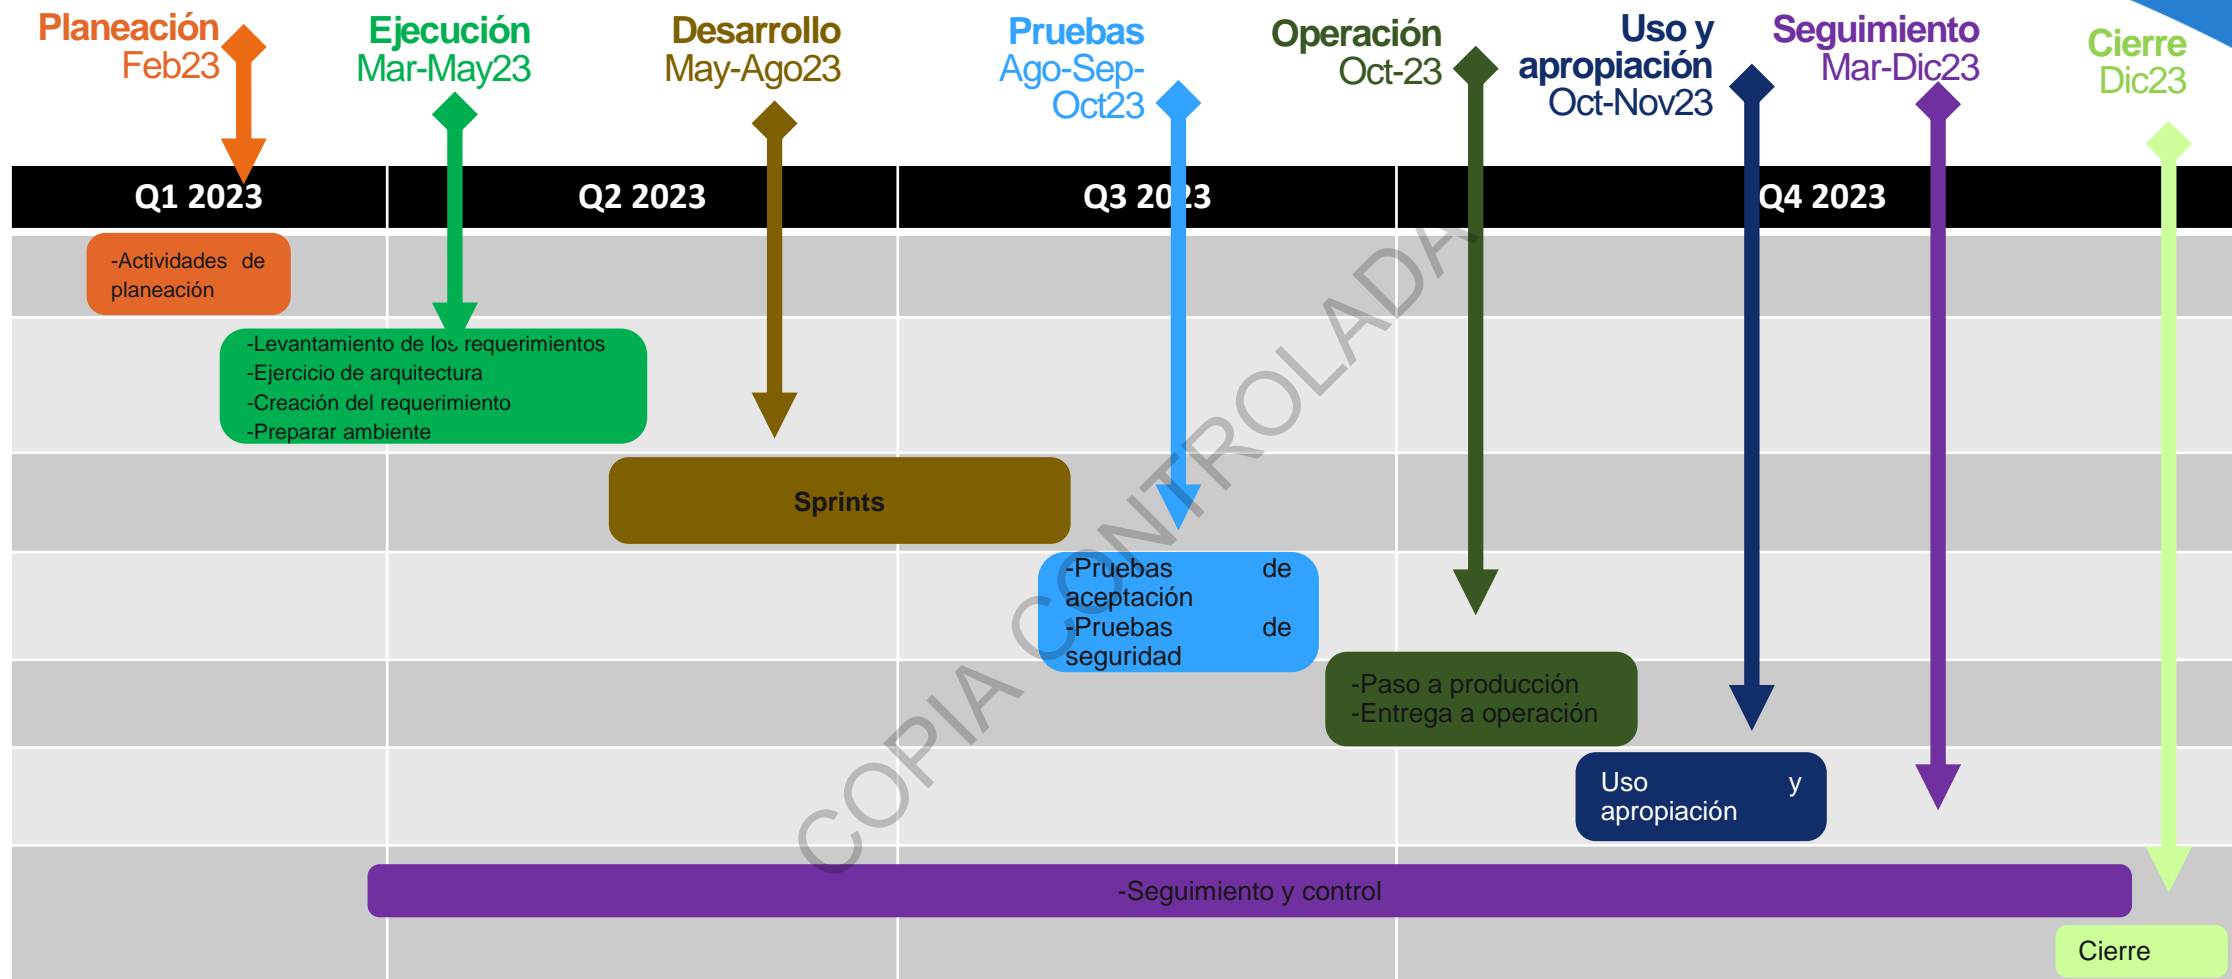 Planeación
Feb23
Ejecución
Mar-May23
Desarrollo
May-Ago23
Pruebas
Ago-Sep-
Oct23
Operación
Oct-23
Uso y
apropiación
Oct-Nov23
Seguimiento
Mar-Dic23
Cierre
Dic23
Q1 2023
Q2 2023
Q3 2023
Q4 2023
-Actividades de
planeación
-Levantamiento de los requerimientos
-Ejercicio de arquitectura
-Creación del requerimiento
-Preparar ambiente
Sprints
-Pruebas de
aceptación
-Pruebas de
seguridad
-Paso a producción
-Entrega a operación
Uso y
apropiación
-Seguimiento y control
Cierre
COPIA CONTROLADA